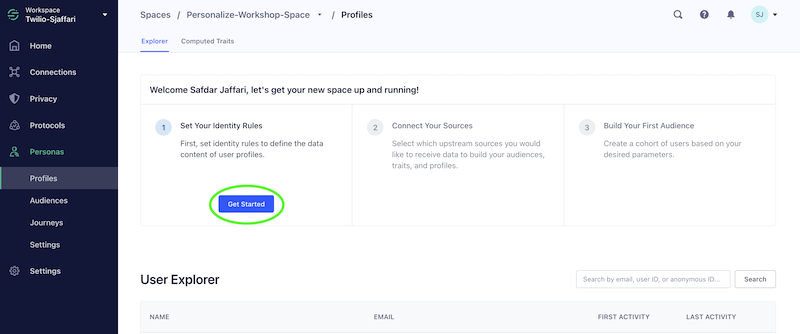 Workspace
Twilio-Sjaffari
Home
Connections
Privacy
Protocols
Personas
Profiles
Audiences
Journeys
Settings
Settings
Spaces / Personalize-Workshop-Space / Profiles
SJ
Explorer Computed Traits
Welcome Safdar Jaffari, let's get your new space up and running!
1 Set Your Identity Rules
First, set identity rules to define the data
content of user profiles.
Get Started
2 Connect Your Sources
Select which upstream sources you would
like to receive data to build your audiences,
traits, and profiles.
3 Build Your First Audience
Create a cohort of users based on your
desired parameters.
User Explorer
Search by email, user ID, or anonymous ID...
Search
NAME EMAIL FIRST ACTIVITY LAST ACTIVITY